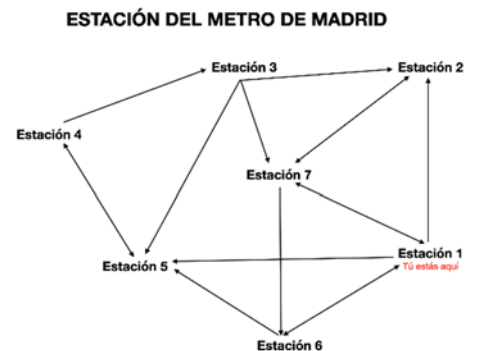 ESTACIÓN DEL METRO DE MADRID
Estación 3
Estación 2
Estación 4
Estación 7
Estación 1
Tú estás aquí
Estación 5
Estación 6